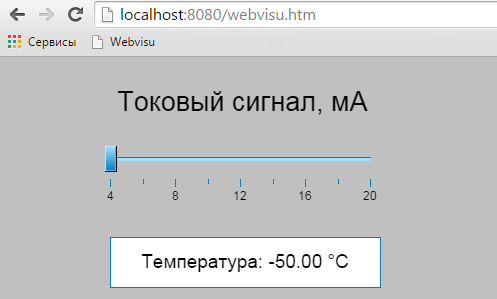 localhost:8080/webvisu.htm
Сервисы Webvisu
Токовый сигнал, мА
4 8 12 16 20
Температура: -50.00 °C